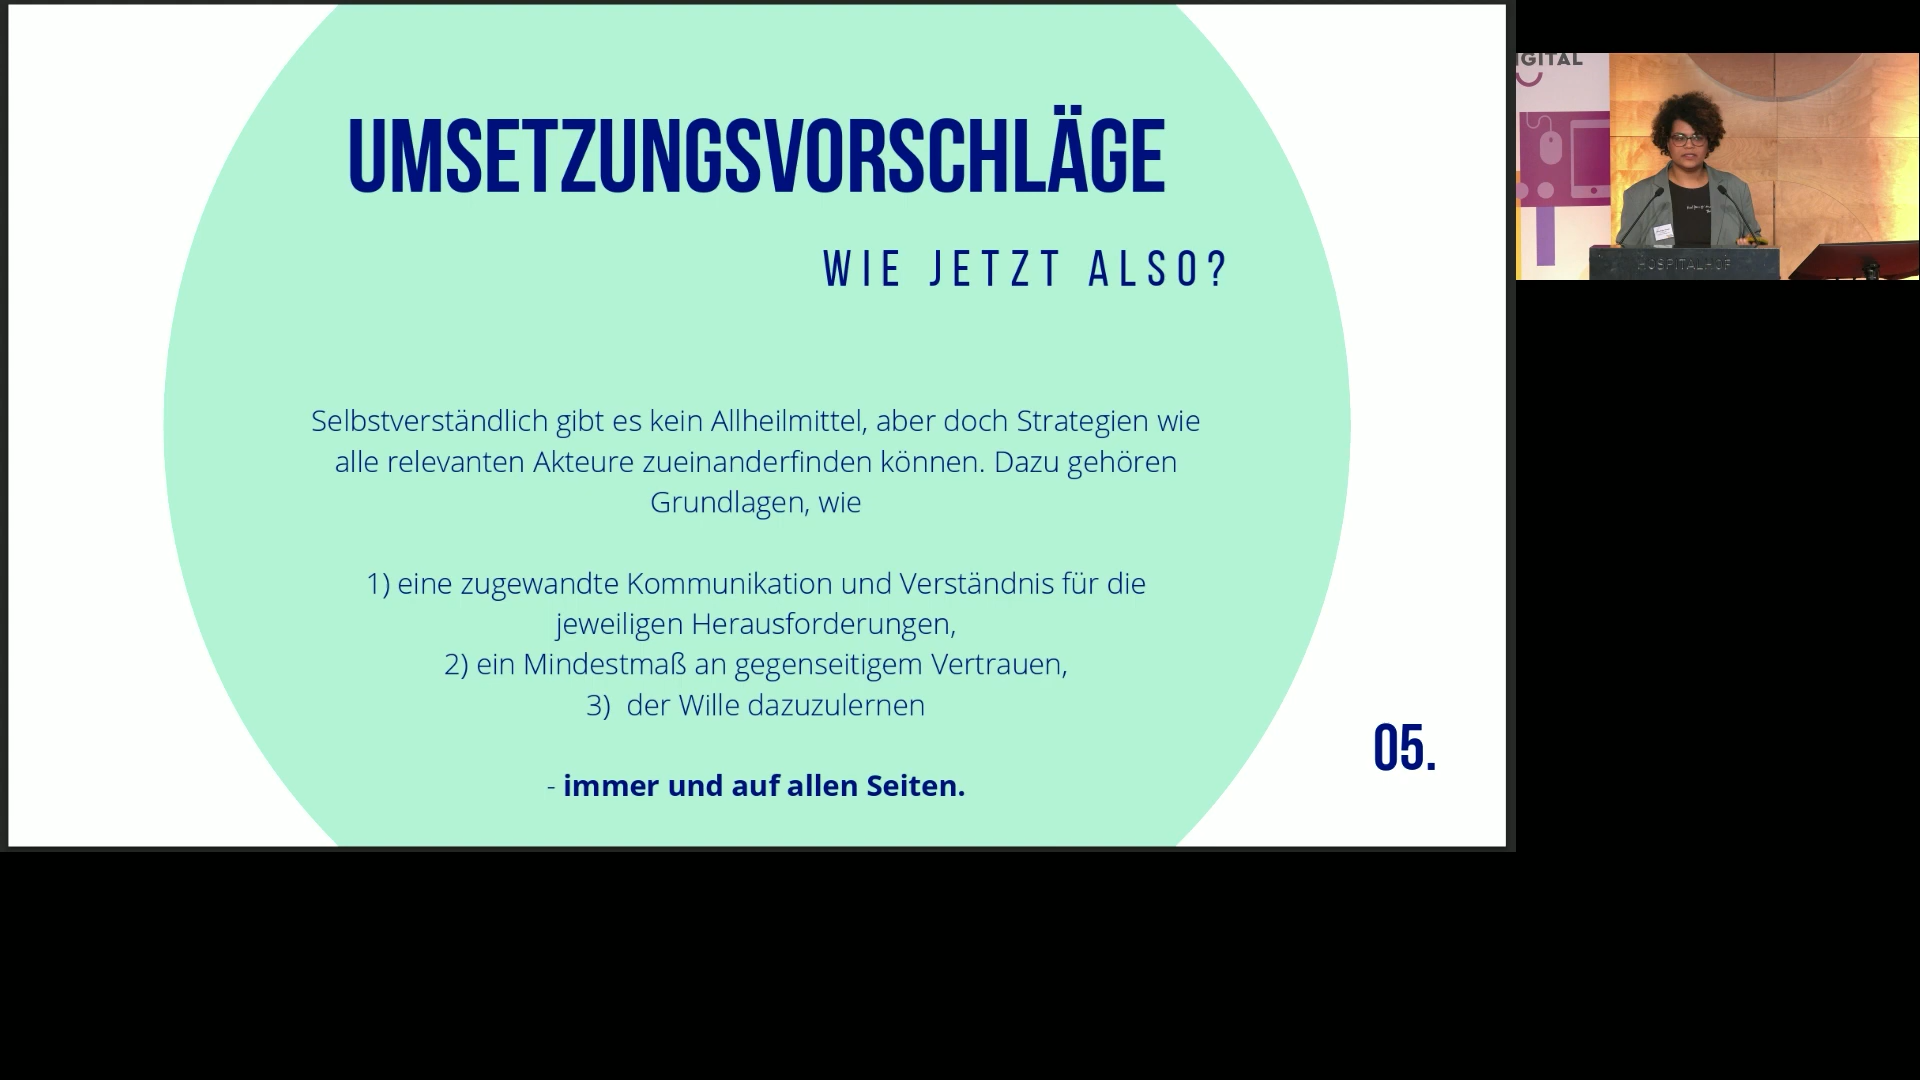 UMSETZUNGSVORSCHLÄGE
WIE JETZT ALSO?
Selbstverständlich gibt es kein Allheilmittel, aber doch Strategien wie
alle relevanten Akteure zueinanderfinden können. Dazu gehören
Grundlagen, wie
1) eine zugewandte Kommunikation und Verständnis für die
jeweiligen Herausforderungen,
2) ein Mindestmaß an gegenseitigem Vertrauen,
3) der Wille dazuzulernen
- immer und auf allen Seiten.
05.
IGITAL
HOSPITALHOF